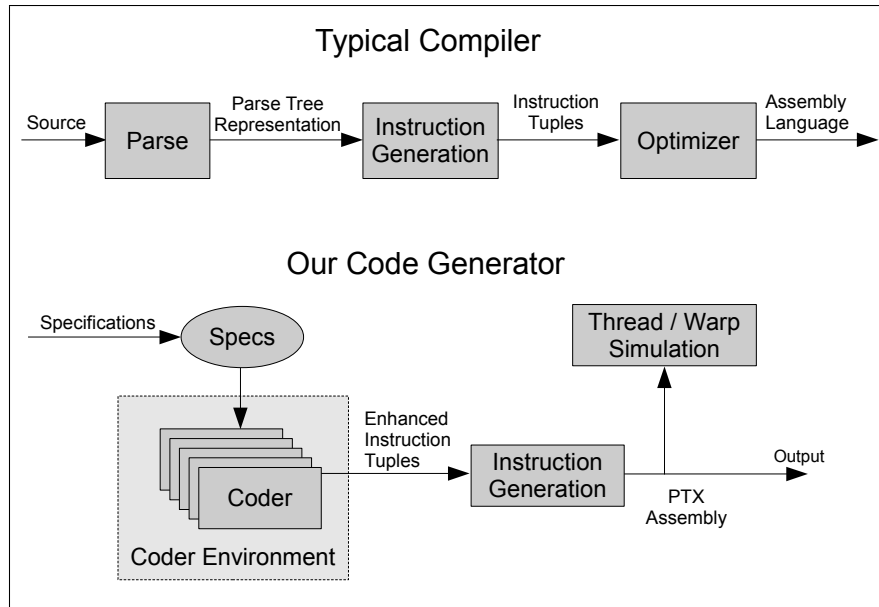 Typical Compiler
Source
Parse
Parse Tree
Representation
Instruction
Generation
Instruction
Tuples
Optimizer
Assembly
Language
Our Code Generator
Specifications
Specs
Coder
Coder Environment
Enhanced
Instruction
Tuples
Instruction
Generation
Thread / Warp
Simulation
PTX
Assembly
Output